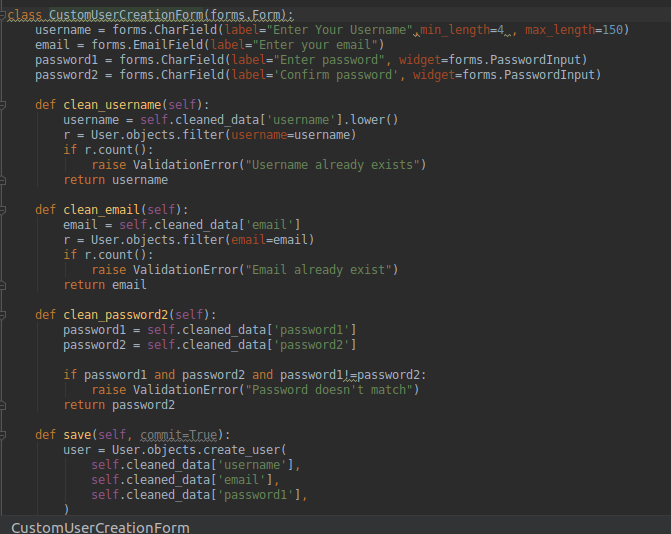 class CustomUserCreationForm(forms.Form):
    username = forms.CharField(label="Enter Your Username",min_length=4 , max_length=150)
    email = forms.EmailField(label="Enter your email")
    password1 = forms.CharField(label="Enter password", widget=forms.PasswordInput)
    password2 = forms.CharField(label='Confirm password', widget=forms.PasswordInput)

    def clean_username(self):
        username = self.cleaned_data['username'].lower()
        r = User.objects.filter(username=username)
        if r.count():
            raise ValidationError("Username already exists")
        return username

    def clean_email(self):
        email = self.cleaned_data['email']
        r = User.objects.filter(email=email)
        if r.count():
            raise ValidationError("Email already exist")
        return email

    def clean_password2(self):
        password1 = self.cleaned_data['password1']
        password2 = self.cleaned_data['password2']

        if password1 and password2 and password1!=password2:
            raise ValidationError("Password doesn't match")
        return password2

    def save(self, commit=True):
        user = User.objects.create_user(
            self.cleaned_data['username'],
            self.cleaned_data['email'],
            self.cleaned_data['password1'],
        )
CustomUserCreationForm